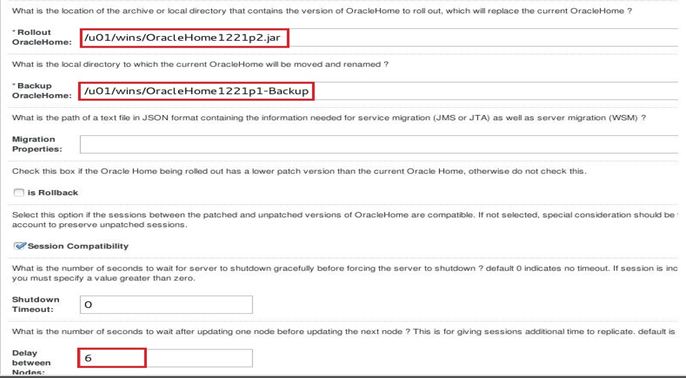 What is the location of the archive or local directory that contains the version of OracleHome to roll out, which will replace the current OracleHome ?
* Rollout
OracleHome:
/u01/wins/OracleHome1221p2.jar
What is the local directory to which the current OracleHome will be moved and renamed ?
* Backup
OracleHome:
/u01/wins/OracleHome1221p1-Backup
What is the path of a text file in JSON format containing the information needed for service migration (JMS or JTA) as well as server migration (WSM) ?
Migration
Properties:
Check this box if the Oracle Home being rolled out has a lower patch version than the current Oracle Home, otherwise do not check this.
is Rollback
Select this option if the sessions between the patched and unpatched versions of OracleHome are compatible. If not selected, special consideration should be
account to preserve unpatched sessions.
Session Compatibility
What is the number of seconds to wait for server to shutdown gracefully before forcing the server to shutdown ? default 0 indicates no timeout. If session is inc
you must specify a value greater than zero.
Shutdown
Timeout:
0
What is the number of seconds to wait after updating one node before updating the next node ? This is for giving sessions additional time to replicate. default is
Delay
between
Nodes:
6